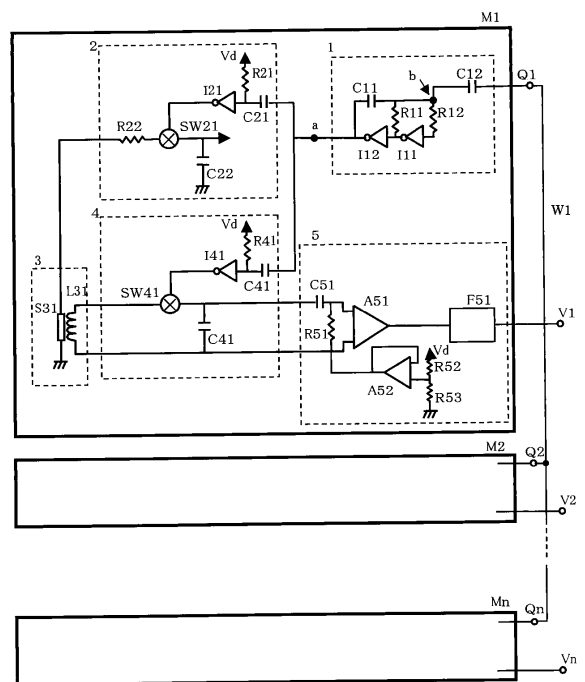 M1
2
1
Vd
R21
I21
C21
R22
SW21
C22
b
C12
Q1
C11
R11
R12
a
I12
I11
W1
4
Vd
R41
I41
C41
5
3
L31
S31
SW41
C41
C51
A51
F51
V1
R51
Vd
R52
A52
R53
M2
Q2
V2
Mn
Qn
Vn